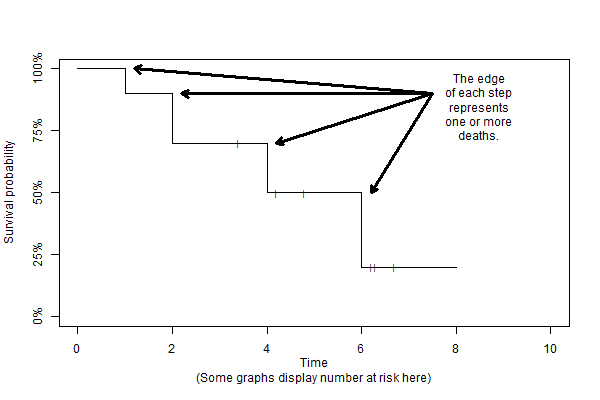 The edge
of each step
represents
one or more
deaths.
Survival probability
100%
75%
50%
25%
0%
0 2 4 6 8 10
Time
(Some graphs display number at risk here)